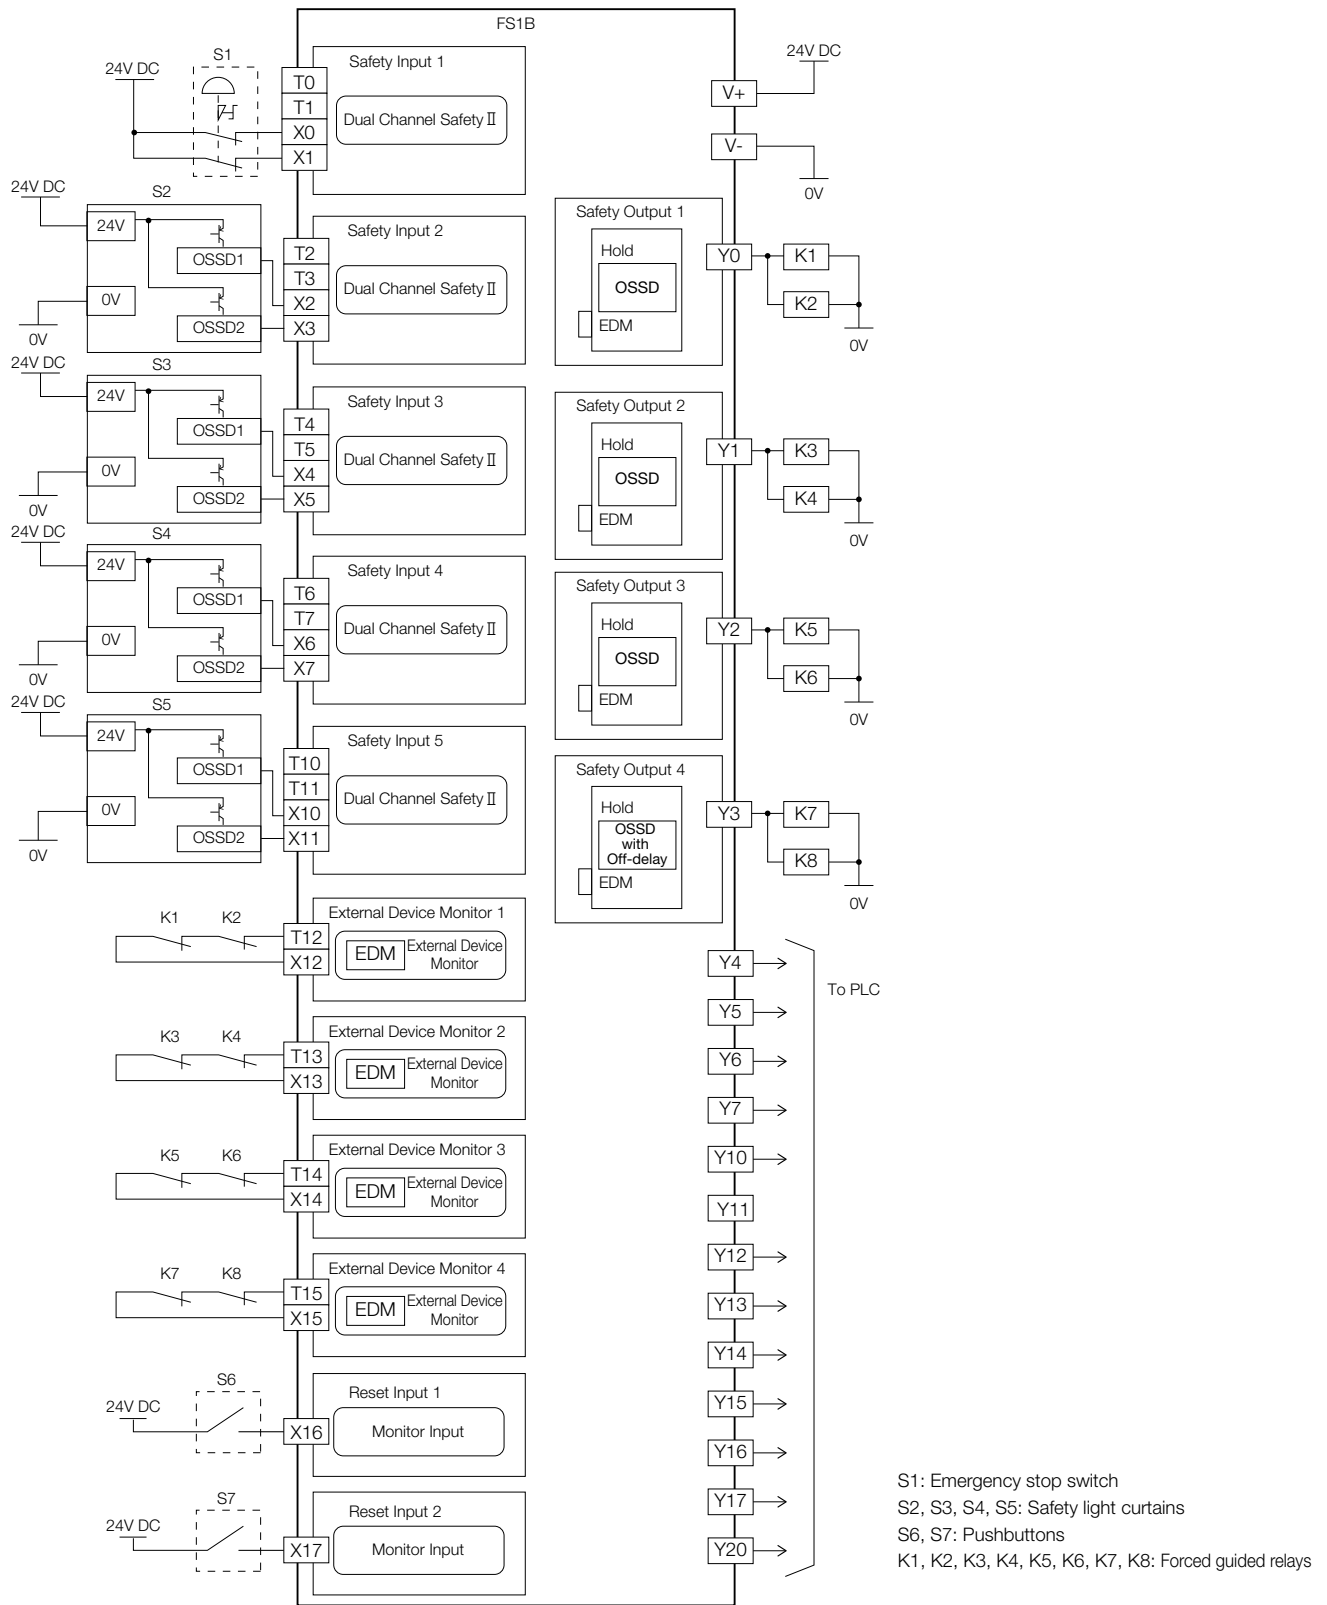 FS1B
24V DC
S1
T0
T1
X0
X1
Safety Input 1
Dual Channel Safety II
24V DC
S2
24V
0V
0V
OSSD1
OSSD2
T2
T3
X2
X3
Safety Input 2
Dual Channel Safety II
24V DC
S3
24V
0V
0V
OSSD1
OSSD2
T4
T5
X4
X5
Safety Input 3
Dual Channel Safety II
24V DC
S4
24V
0V
0V
OSSD1
OSSD2
T6
T7
X6
X7
Safety Input 4
Dual Channel Safety II
24V DC
S5
24V
0V
0V
OSSD1
OSSD2
T10
T11
X10
X11
Safety Input 5
Dual Channel Safety II
K1
K2
T12
X12
External Device Monitor 1
EDM
External Device
Monitor
K3
K4
T13
X13
External Device Monitor 2
EDM
External Device
Monitor
K5
K6
T14
X14
External Device Monitor 3
EDM
External Device
Monitor
K7
K8
T15
X15
External Device Monitor 4
EDM
External Device
Monitor
S6
24V DC
X16
Reset Input 1
Monitor Input
S7
24V DC
X17
Reset Input 2
Monitor Input
V+
24V DC
V-
0V
Safety Output 1
Hold
OSSD
EDM
Y0
K1
K2
0V
Safety Output 2
Hold
OSSD
EDM
Y1
K3
K4
0V
Safety Output 3
Hold
OSSD
EDM
Y2
K5
K6
0V
Safety Output 4
Hold
OSSD
with
Off-delay
EDM
Y3
K7
K8
0V
Y4
Y5
Y6
Y7
Y10
Y11
Y12
Y13
Y14
Y15
Y16
Y17
Y20
To PLC
S1: Emergency stop switch
S2, S3, S4, S5: Safety light curtains
S6, S7: Pushbuttons
K1, K2, K3, K4, K5, K6, K7, K8: Forced guided relays